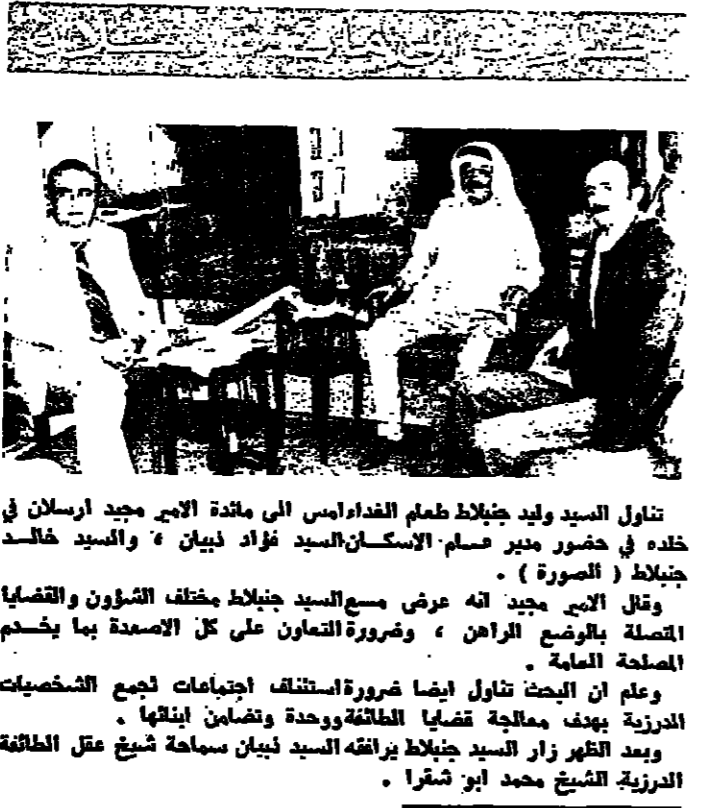 تناول السيد وليد جنبلاط طعام الغداء امس الى مائدة الامير مجيد ارسلان في
خلده في حضور مدير عام الاسكان السيد فؤاد ذبيان ، والسيد خالد
جنبلاط ( الصورة ) .
وقال الامير مجيد انه عرض مع السيد جنبلاط مختلف الشؤون والقضايا
المتصلة بالوضع الراهن ، وضرورة التعاون على كل الاصعدة بما يخدم
المصلحة العامة .
وعلم ان البحث تناول ايضا ضرورة استئناف اجتماعات تجمع الشخصيات
الدرزية بهدف معالجة قضايا الطائفة ووحدة وتضامن ابنائها .
وبعد الظهر زار السيد جنبلاط يرافقه السيد ذبيان سماحة شيخ عقل الطائفة
الدرزية الشيخ محمد ابو شقرا .